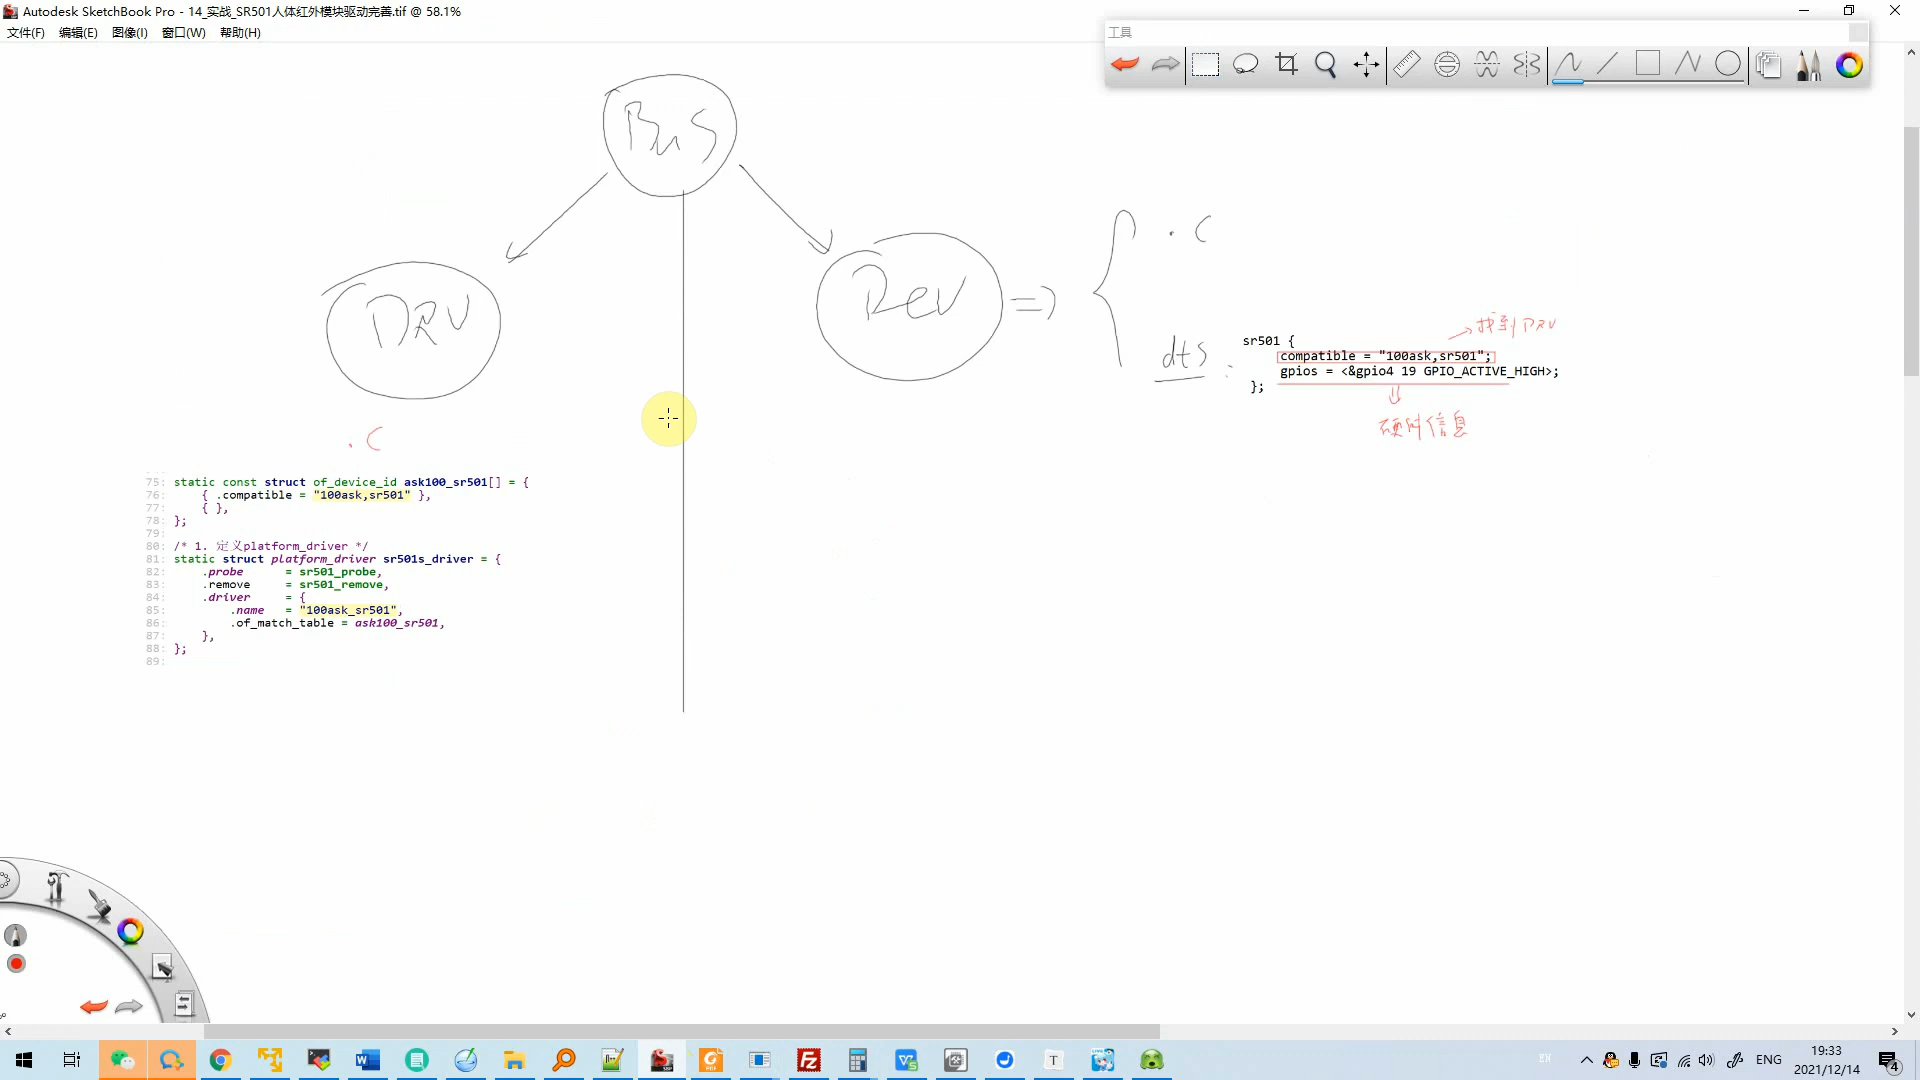 Autodesk SketchBook Pro - 14_实战_SR501人体红外模块驱动完善.tif @ 58.1%
文件(F) 编辑(E) 图像(I) 窗口(W) 帮助(H)
工具
Bus
DRV
Dev
=>
.C
dts:
找到DRV
sr501 {
compatible = "100ask,sr501";
gpios = <&gpio4 19 GPIO_ACTIVE_HIGH>;
};
硬件信息
.C
75: static const struct of_device_id ask100_sr501[] = {
76: { .compatible = "100ask,sr501" },
77: { },
78: };
79:
80: /* 1. 定义platform_driver */
81: static struct platform_driver sr501s_driver = {
82: .probe = sr501_probe,
83: .remove = sr501_remove,
84: .driver = {
85: .name = "100ask_sr501",
86: .of_match_table = ask100_sr501,
87: },
88: };
89:
EN
ENG
19:33
2021/12/14
4